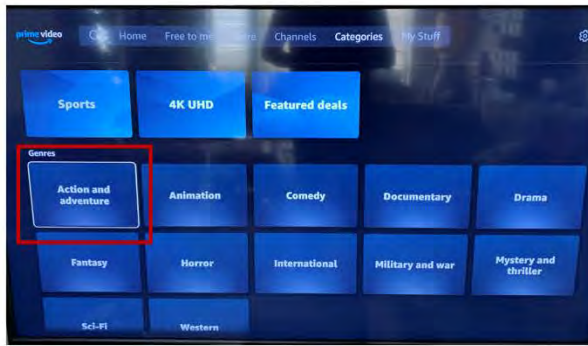 prime video
Home Free to me Channels Categories My Stuff
Sports 4K UHD Featured deals
Genres
Action and
adventure
Animation Comedy Documentary Drama
Fantasy Horror International Military and war
Mystery and
thriller
Sci-Fi Western